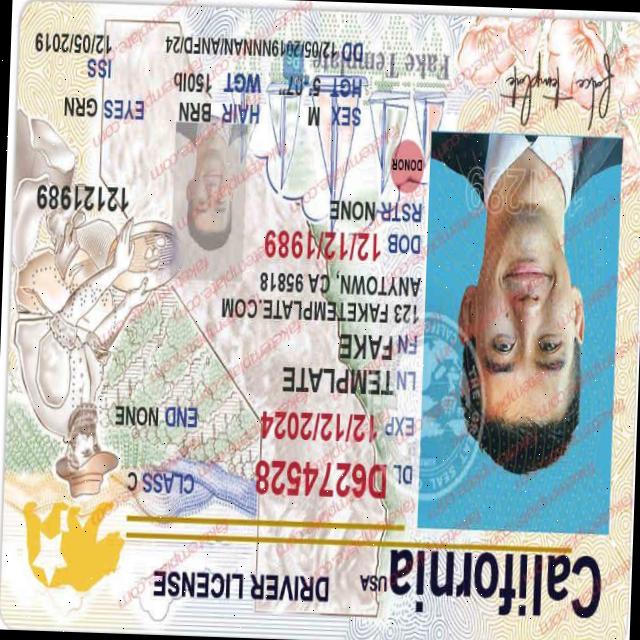 California USA DRIVER LICENSE
DL D6274528 CLASS C
EXP 12/12/2024 END NONE
LN TEMPLATE
FN FAKE
123 FAKETEMPLATE.COM
ANYTOWN, CA 95818
DOB 12/12/1989
RSTR NONE 12121989
DONOR
SEX M HAIR BRN EYES GRN
HGT 5'-07" WGT 150lb ISS
DD 12/05/2019NNNAN/ANFD/24 12/05/2019
Fake Template
false template